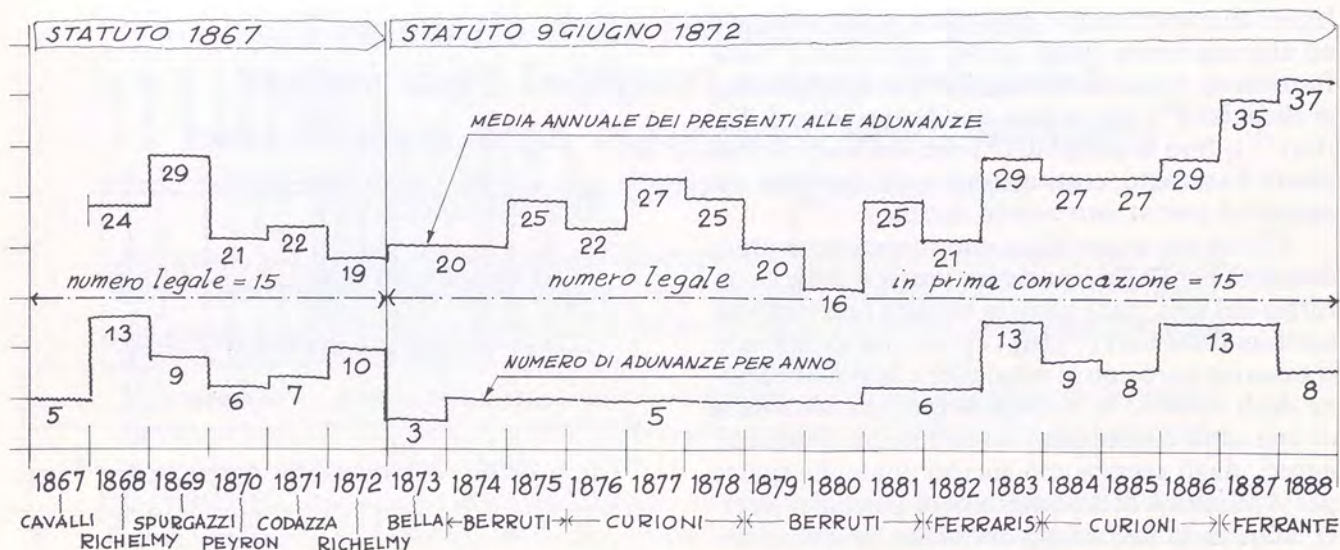 STATUTO 1867
STATUTO 9 GIUGNO 1872
MEDIA ANNUALE DEI PRESENTI ALLE ADUNANZE
24 29 21 22 19 20 25 22 27 25 20 16 25 21 29 27 27 29 35 37
numero legale = 15
numero legale in prima convocazione = 15
NUMERO DI ADUNANZE PER ANNO
5 13 9 6 7 10 3 5 6 13 9 8 13 8
1867 1868 1869 1870 1871 1872 1873 1874 1875 1876 1877 1878 1879 1880 1881 1882 1883 1884 1885 1886 1887 1888
CAVALLI SPURGAZZI CODAZZA BELLA BERRUTI CURIONI BERRUTI FERRARIS CURIONI FERRANTE
RICHELMY PEYRON RICHELMY